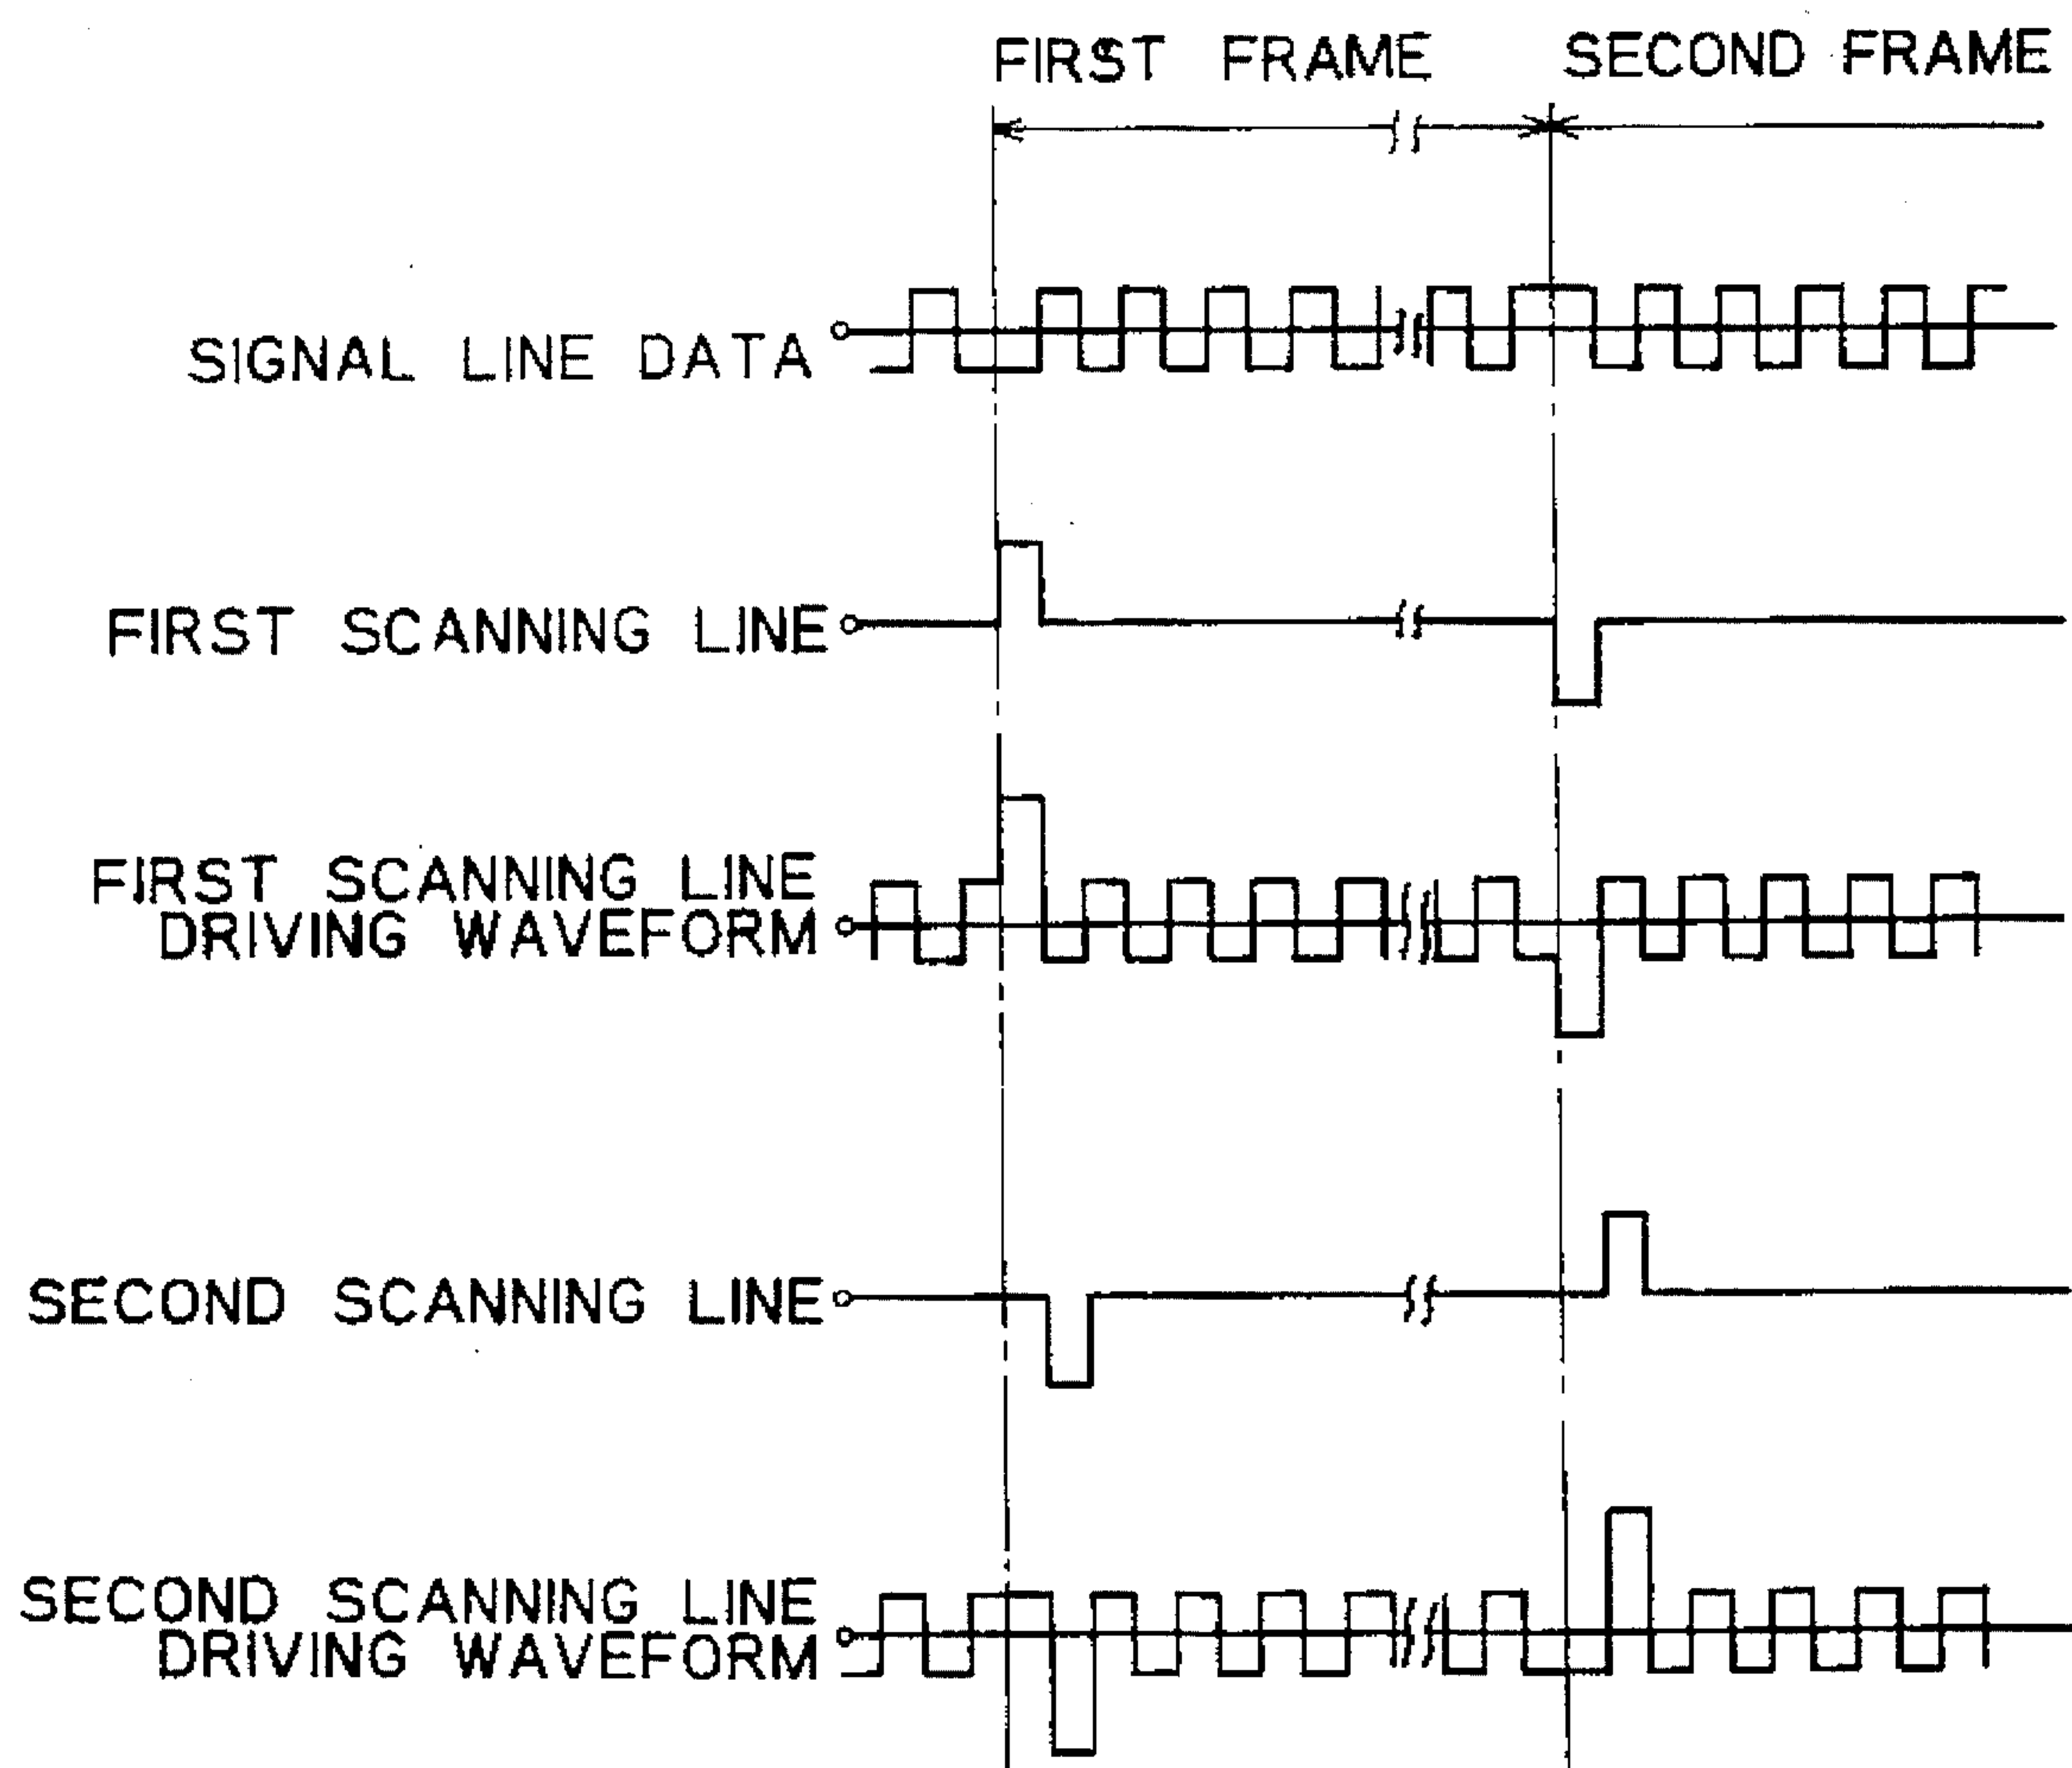 FIRST FRAME SECOND FRAME
SIGNAL LINE DATA
FIRST SCANNING LINE
FIRST SCANNING LINE
DRIVING WAVEFORM
SECOND SCANNING LINE
SECOND SCANNING LINE
DRIVING WAVEFORM